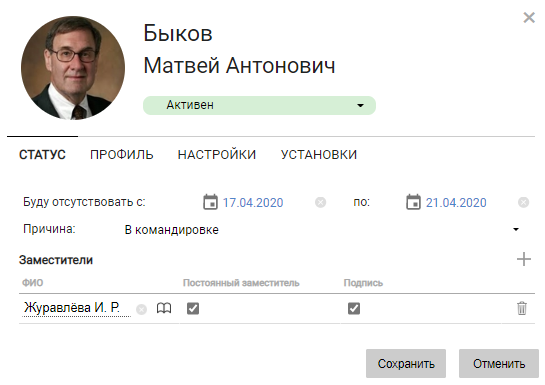 Быков
Матвей Антонович
Активен
СТАТУС ПРОФИЛЬ НАСТРОЙКИ УСТАНОВКИ
Буду отсутствовать с: 17.04.2020 по: 21.04.2020
Причина: В командировке
Заместители
ФИО Постоянный заместитель Подпись
Журавлёва И. Р.
Сохранить Отменить